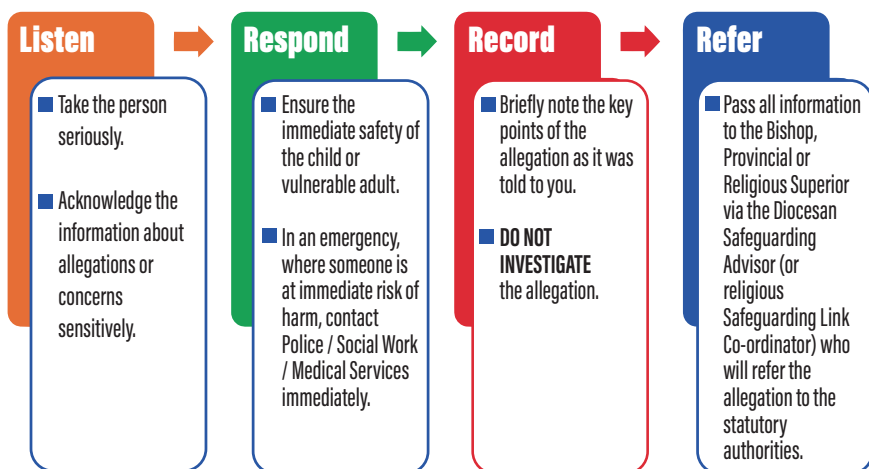 Listen
Take the person
seriously.
Acknowledge the
information about
allegations or
concerns
sensitively.
Respond
Ensure the
immediate safety of
the child or
vulnerable adult.
In an emergency,
where someone is
at immediate risk of
harm, contact
Police / Social Work
/ Medical Services
immediately.
Record
Briefly note the key
points of the
allegation as it was
told to you.
DO NOT
INVESTIGATE
the allegation.
Refer
Pass all information
to the Bishop,
Provincial or
Religious Superior
via the Diocesan
Safeguarding
Advisor (or
religious
Safeguarding Link
Co-ordinator) who
will refer the
allegation to the
statutory
authorities.